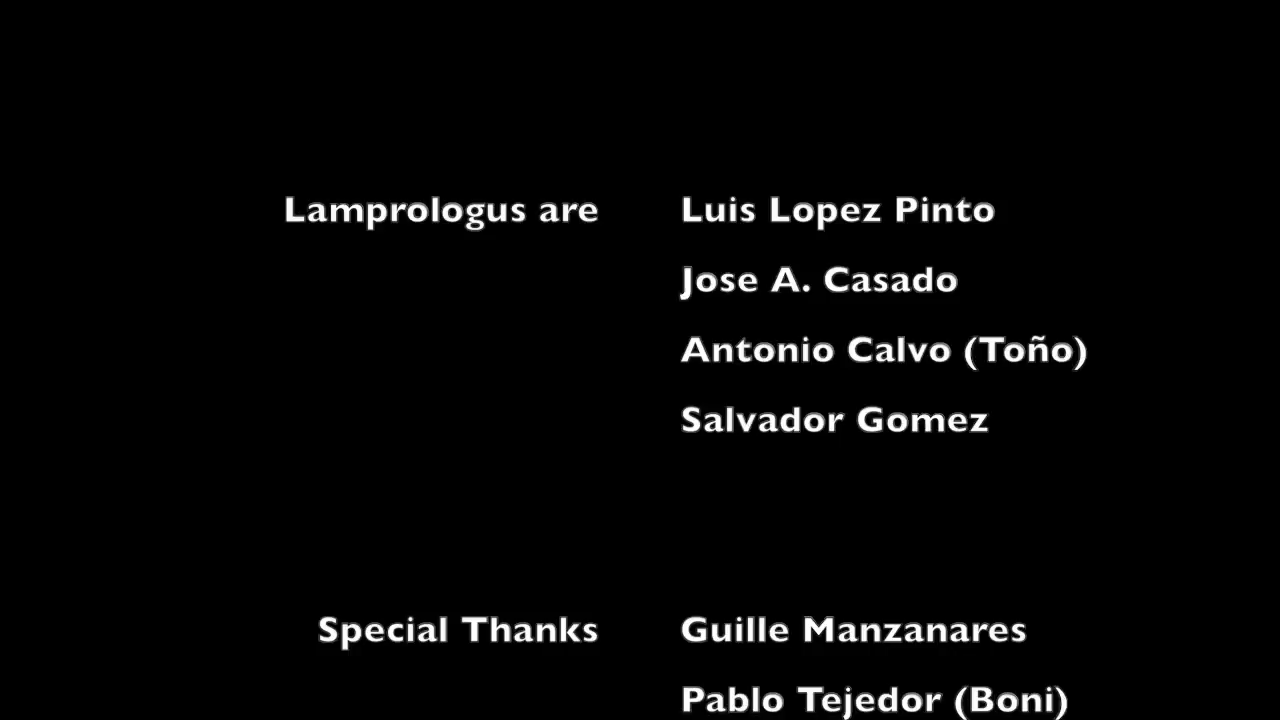 Lamprologus are Luis Lopez Pinto
Jose A. Casado
Antonio Calvo (Toño)
Salvador Gomez
Special Thanks Guille Manzanares
Pablo Tejedor (Boni)